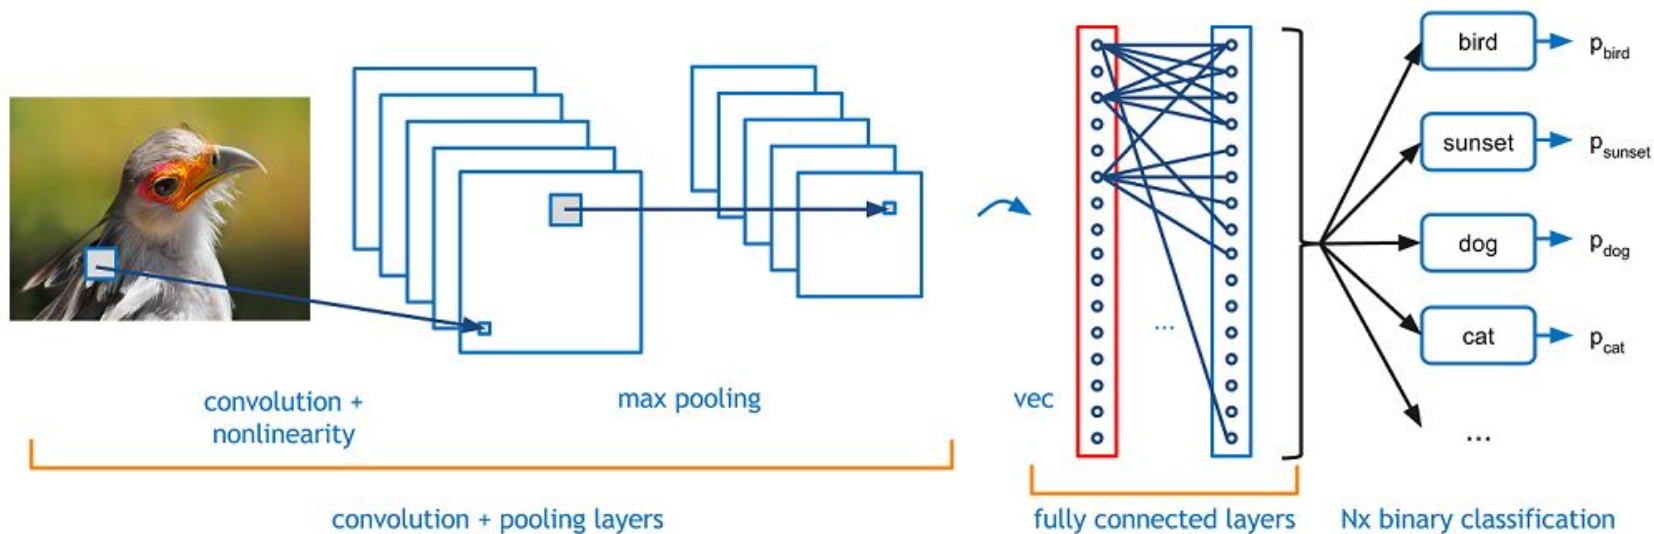 bird
p_bird
sunset
p_sunset
dog
p_dog
cat
p_cat
...
...
convolution +
nonlinearity
max pooling
vec
convolution + pooling layers
fully connected layers
Nx binary classification